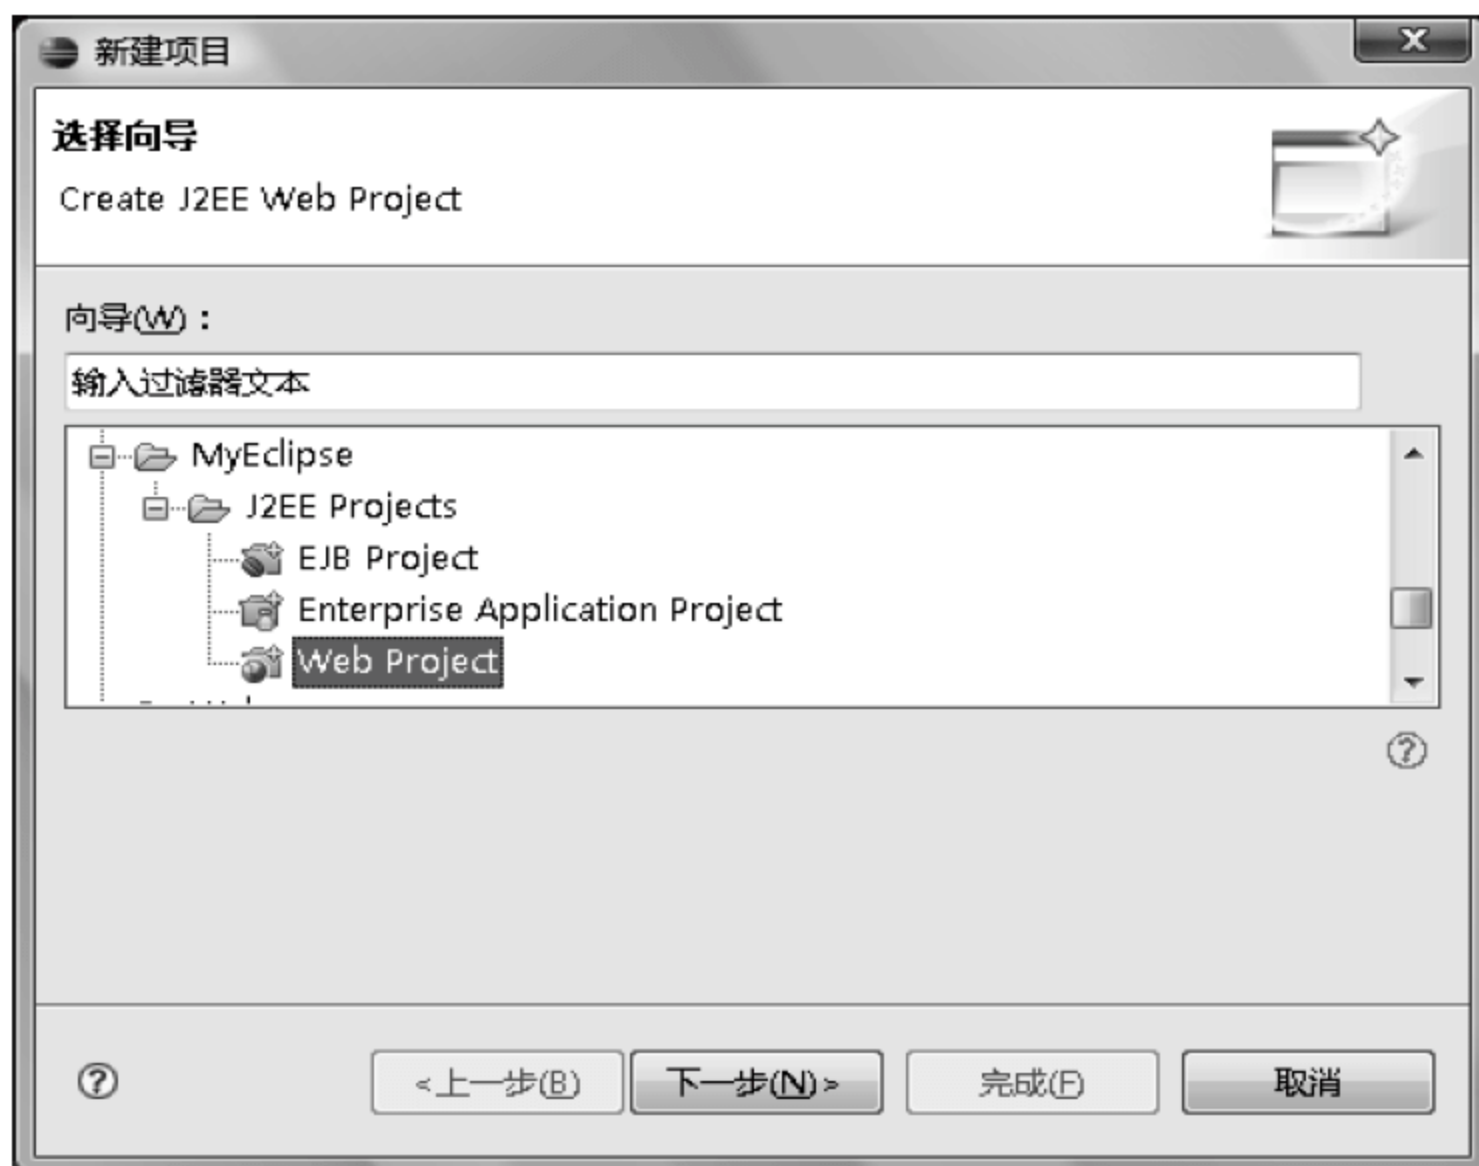 新建项目
选择向导
Create J2EE Web Project
向导(W)：
输入过滤器文本
MyEclipse
J2EE Projects
EJB Project
Enterprise Application Project
Web Project
<上一步(B) 下一步(N)> 完成(F) 取消